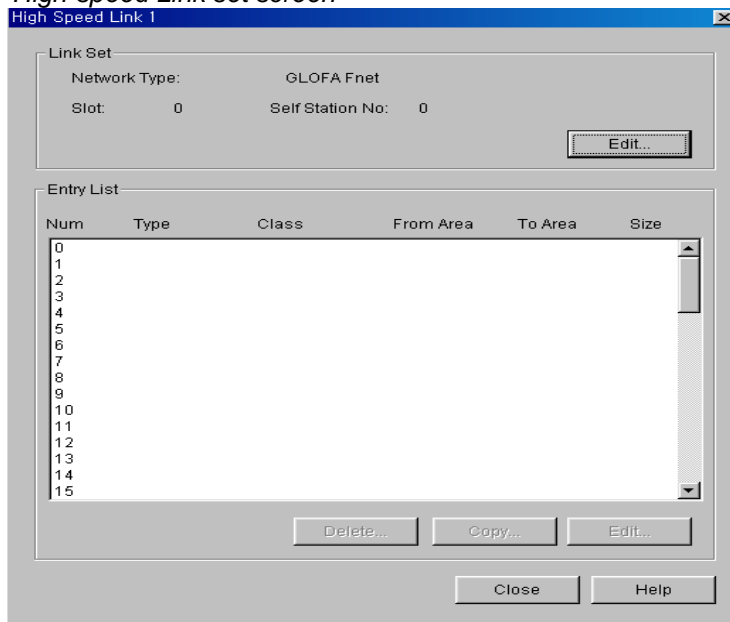 High speed Link set screen
High Speed Link 1
Link Set
Network Type: GLOFA Fnet
Slot: 0 Self Station No: 0
Edit...
Entry List
Num Type Class From Area To Area Size
0
1
2
3
4
5
6
7
8
9
10
11
12
13
14
15
Delete... Copy... Edit...
Close Help